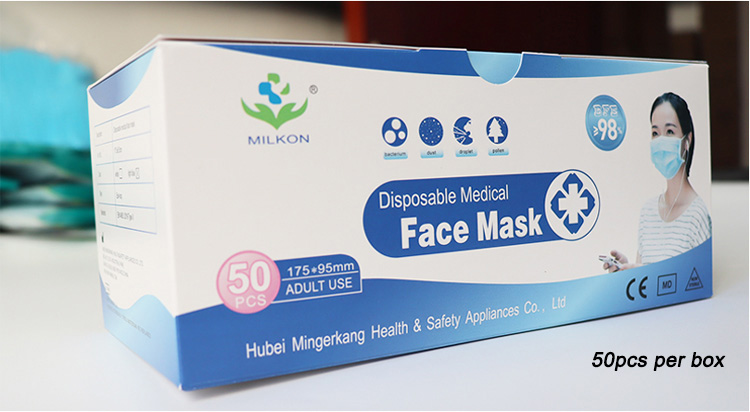 MILKON
®
bacterium dust droplet pollen
BFE
≥98%
Disposable Medical
Face Mask
50
PCS
175*95mm
ADULT USE
CE MD
Hubei Mingerkang Health & Safety Appliances Co., Ltd
50pcs per box